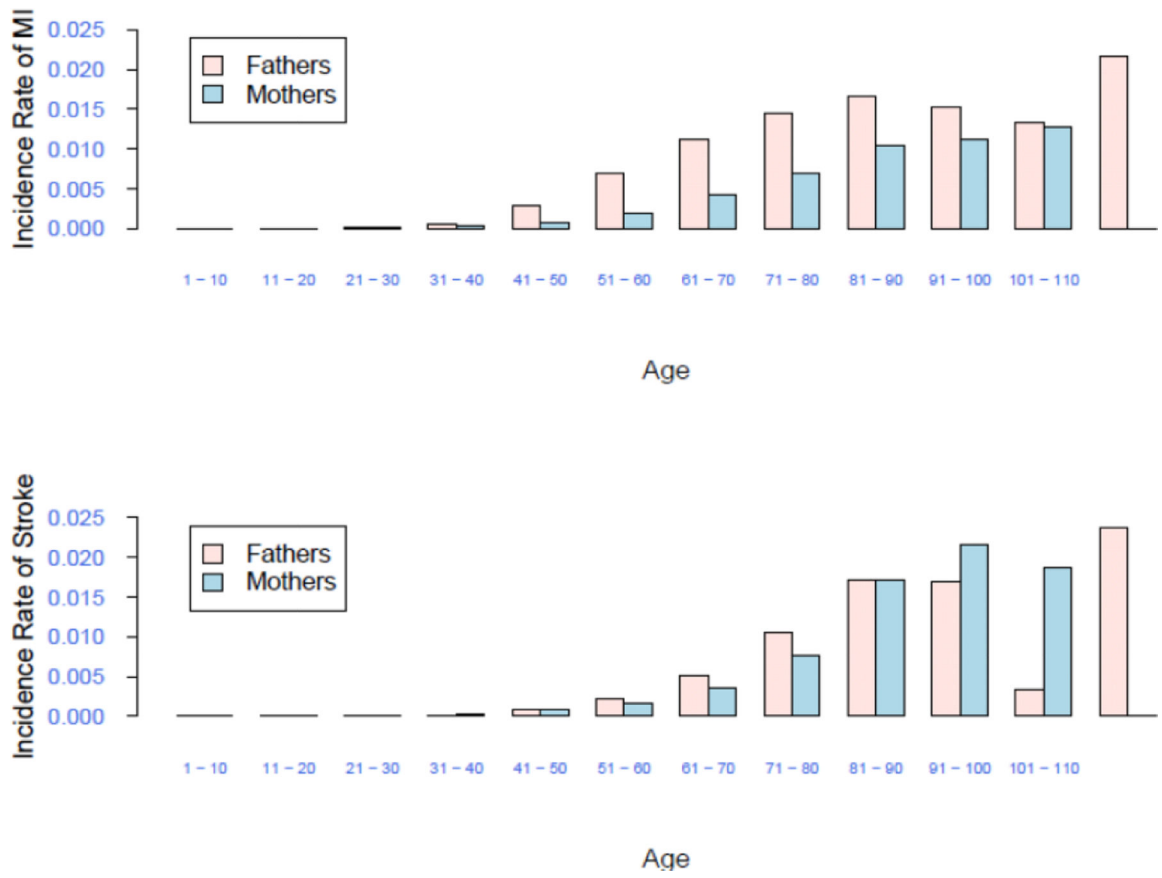 Incidence Rate of MI
0.025
0.020
0.015
0.010
0.005
0.000
Fathers
Mothers
1 – 10 11 – 20 21 – 30 31 – 40 41 – 50 51 – 60 61 – 70 71 – 80 81 – 90 91 – 100 101 – 110
Age
Incidence Rate of Stroke
0.025
0.020
0.015
0.010
0.005
0.000
Fathers
Mothers
1 – 10 11 – 20 21 – 30 31 – 40 41 – 50 51 – 60 61 – 70 71 – 80 81 – 90 91 – 100 101 – 110
Age